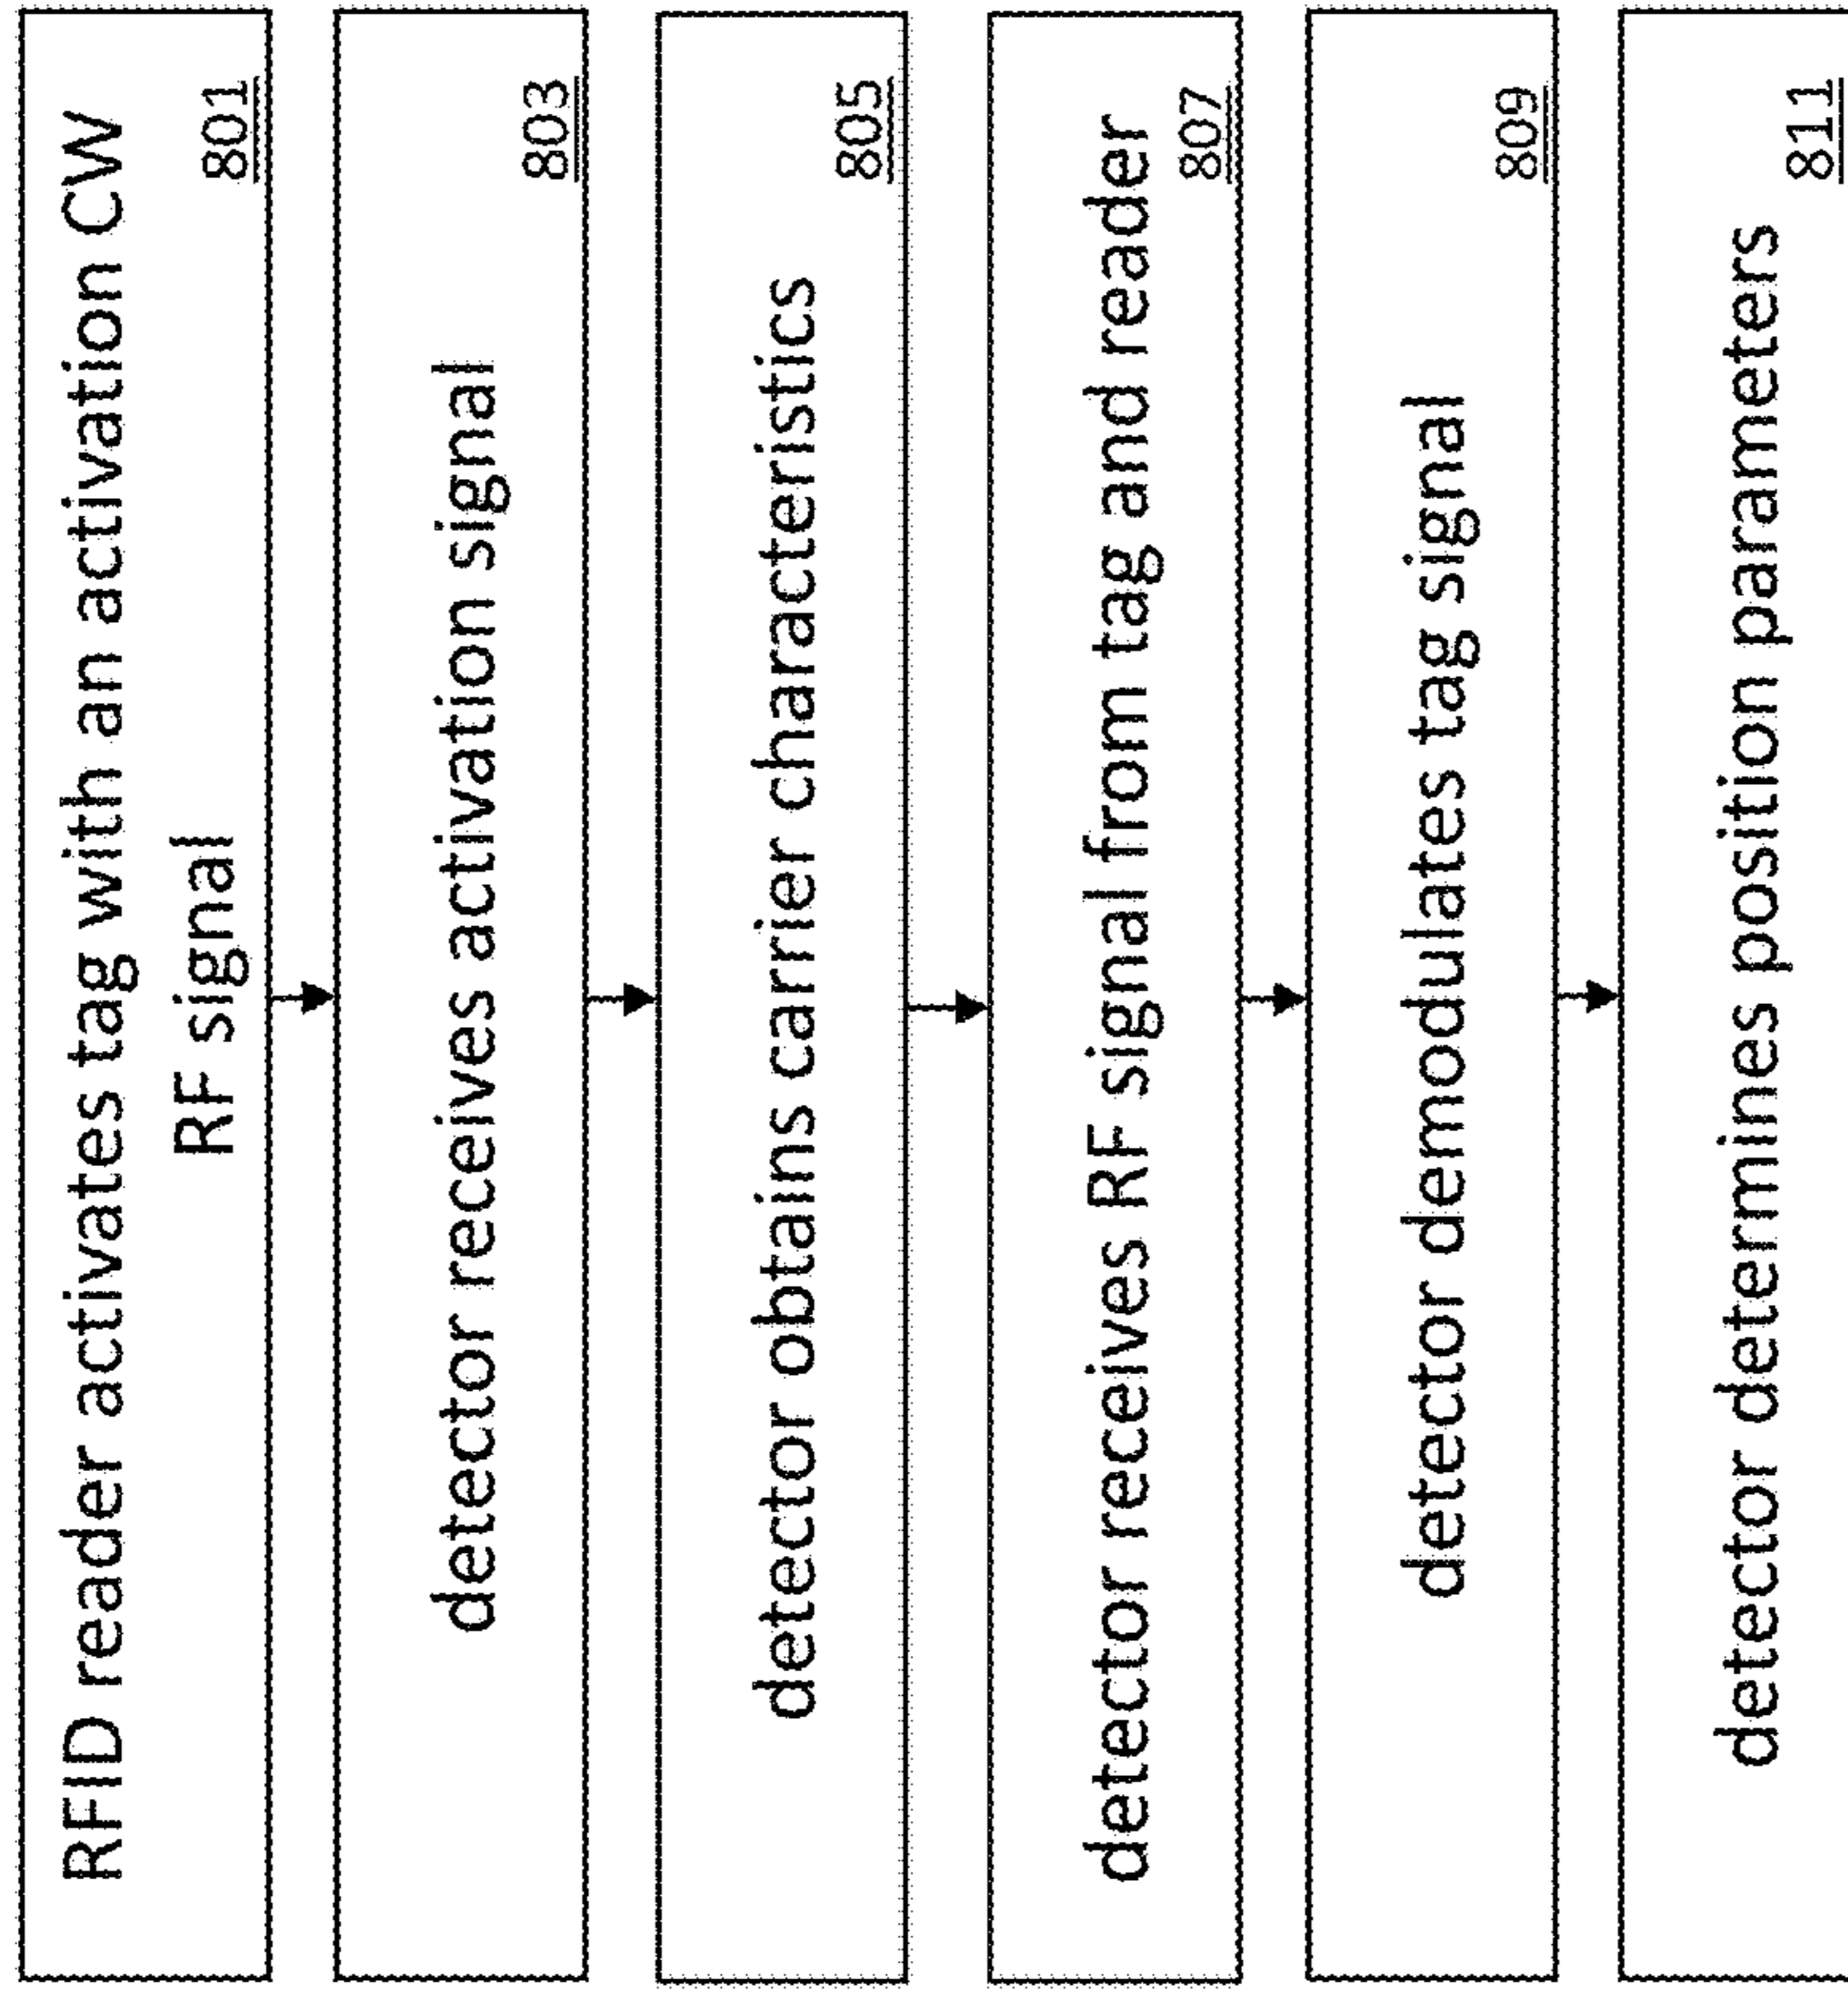 RFID reader activates tag with an activation CW
RF signal
801
detector receives activation signal
803
detector obtains carrier characteristics
805
detector receives RF signal from tag and reader
807
detector demodulates tag signal
809
detector determines position parameters
811